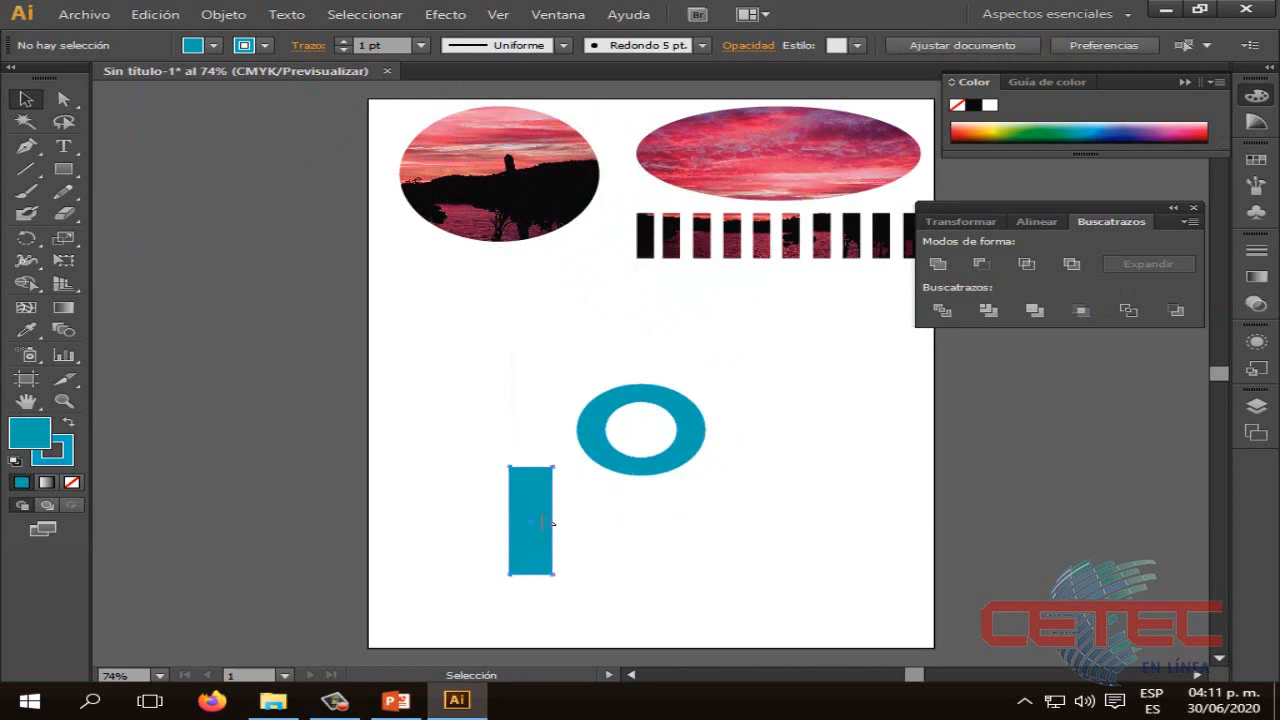 Ai Archivo Edición Objeto Texto Seleccionar Efecto Ver Ventana Ayuda Br Aspectos esenciales
No hay selección Trazo: 1 pt Uniforme Redondo 5 pt. Opacidad Estilo: Ajustar documento Preferencias
Sin título-1* al 74% (CMYK/Previsualizar)
Color Guía de color
Transformar Alinear Buscatrazos
Modos de forma:
Expandir
Buscatrazos:
CETEC
EN LÍNEA
74% 1 Selección
Ai ESP 04:11 p. m.
ES 30/06/2020